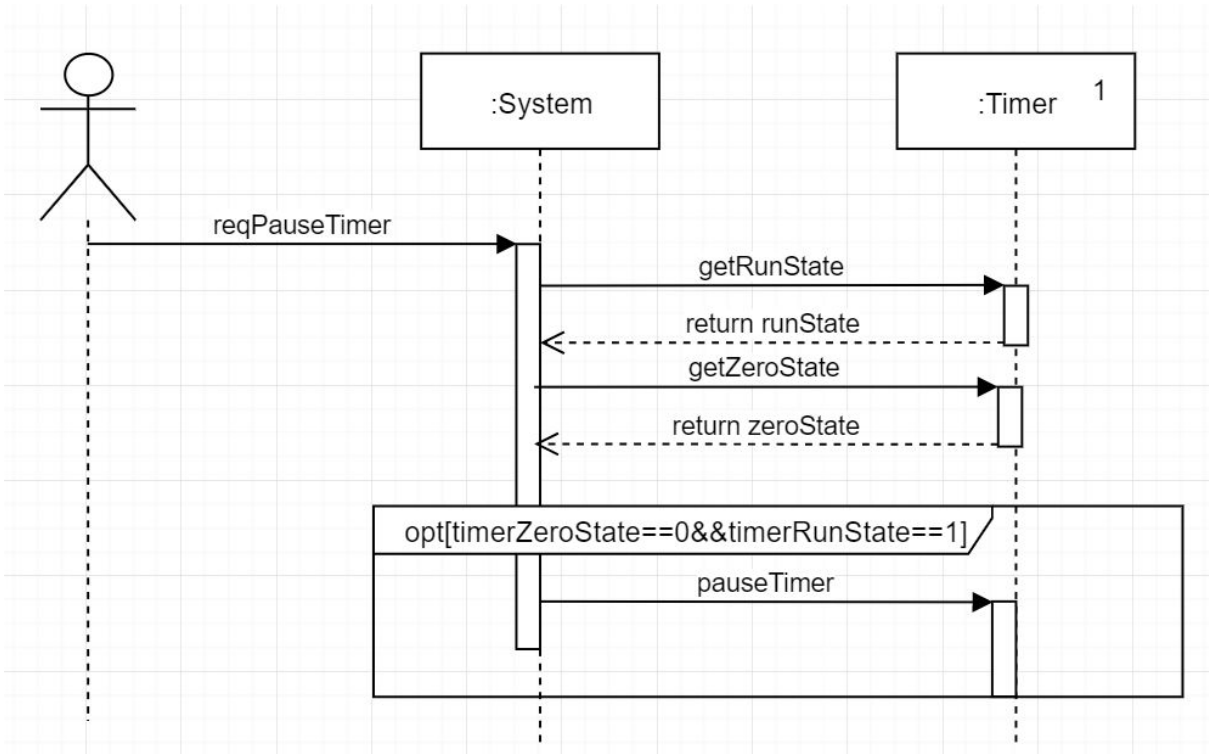 :System
:Timer
1
reqPauseTimer
getRunState
return runState
getZeroState
return zeroState
opt[timerZeroState==0&&timerRunState==1]
pauseTimer